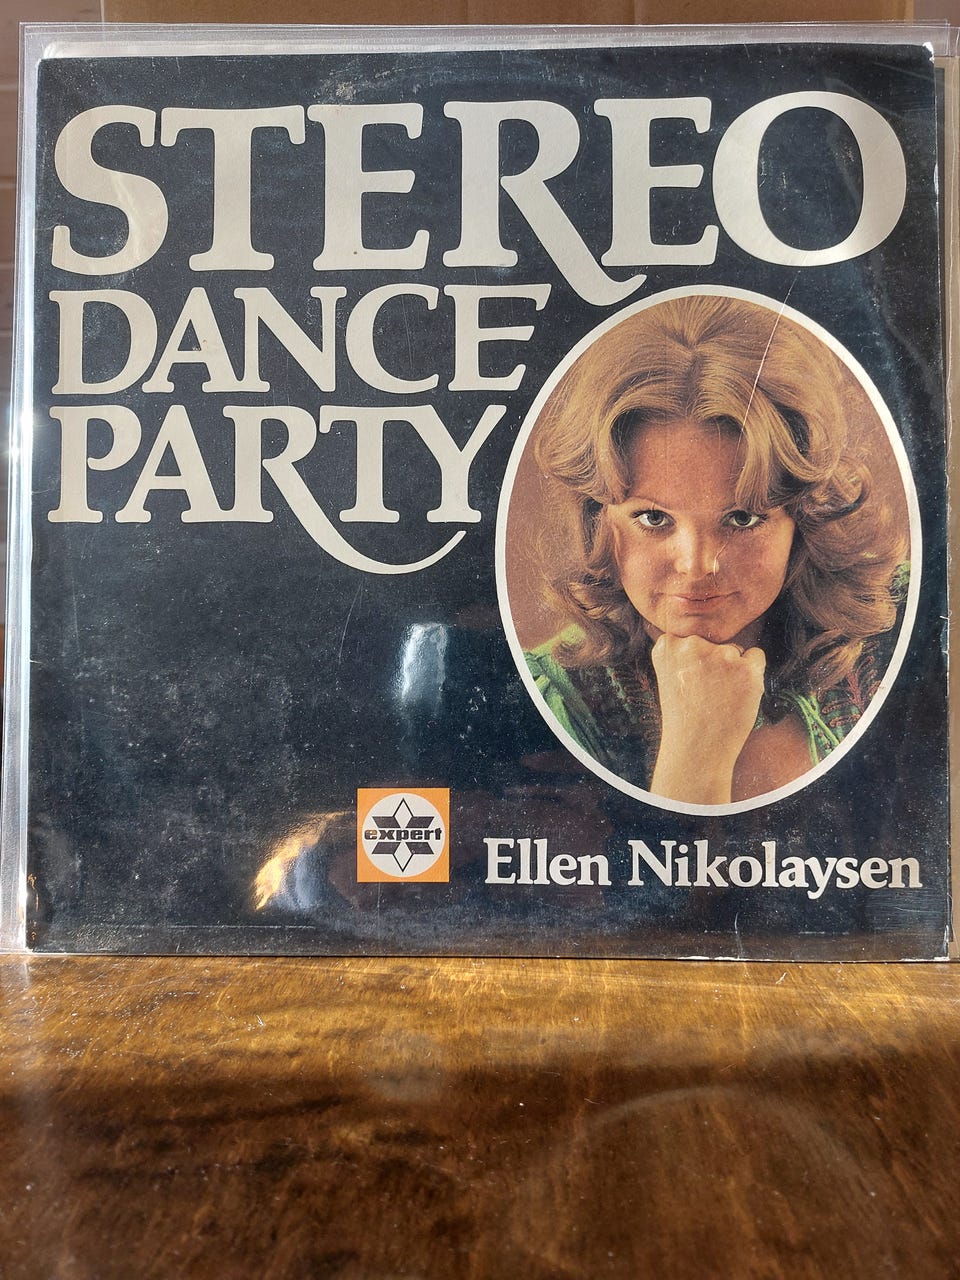 STEREO
DANCE
PARTY
expert
Ellen Nikolaysen